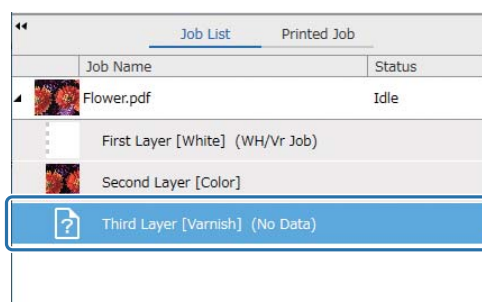 Job List Printed Job
Job Name Status
Flower.pdf Idle
First Layer [White] (WH/Vr Job)
Second Layer [Color]
Third Layer [Varnish] (No Data)